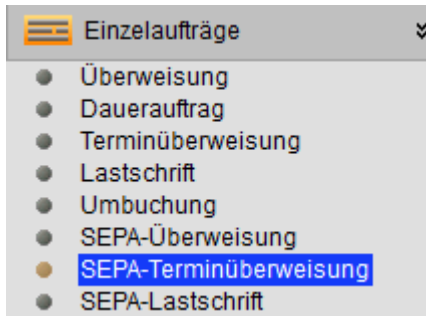 Einzelaufträge
Überweisung
Dauerauftrag
Terminüberweisung
Lastschrift
Umbuchung
SEPA-Überweisung
SEPA-Terminüberweisung
SEPA-Lastschrift